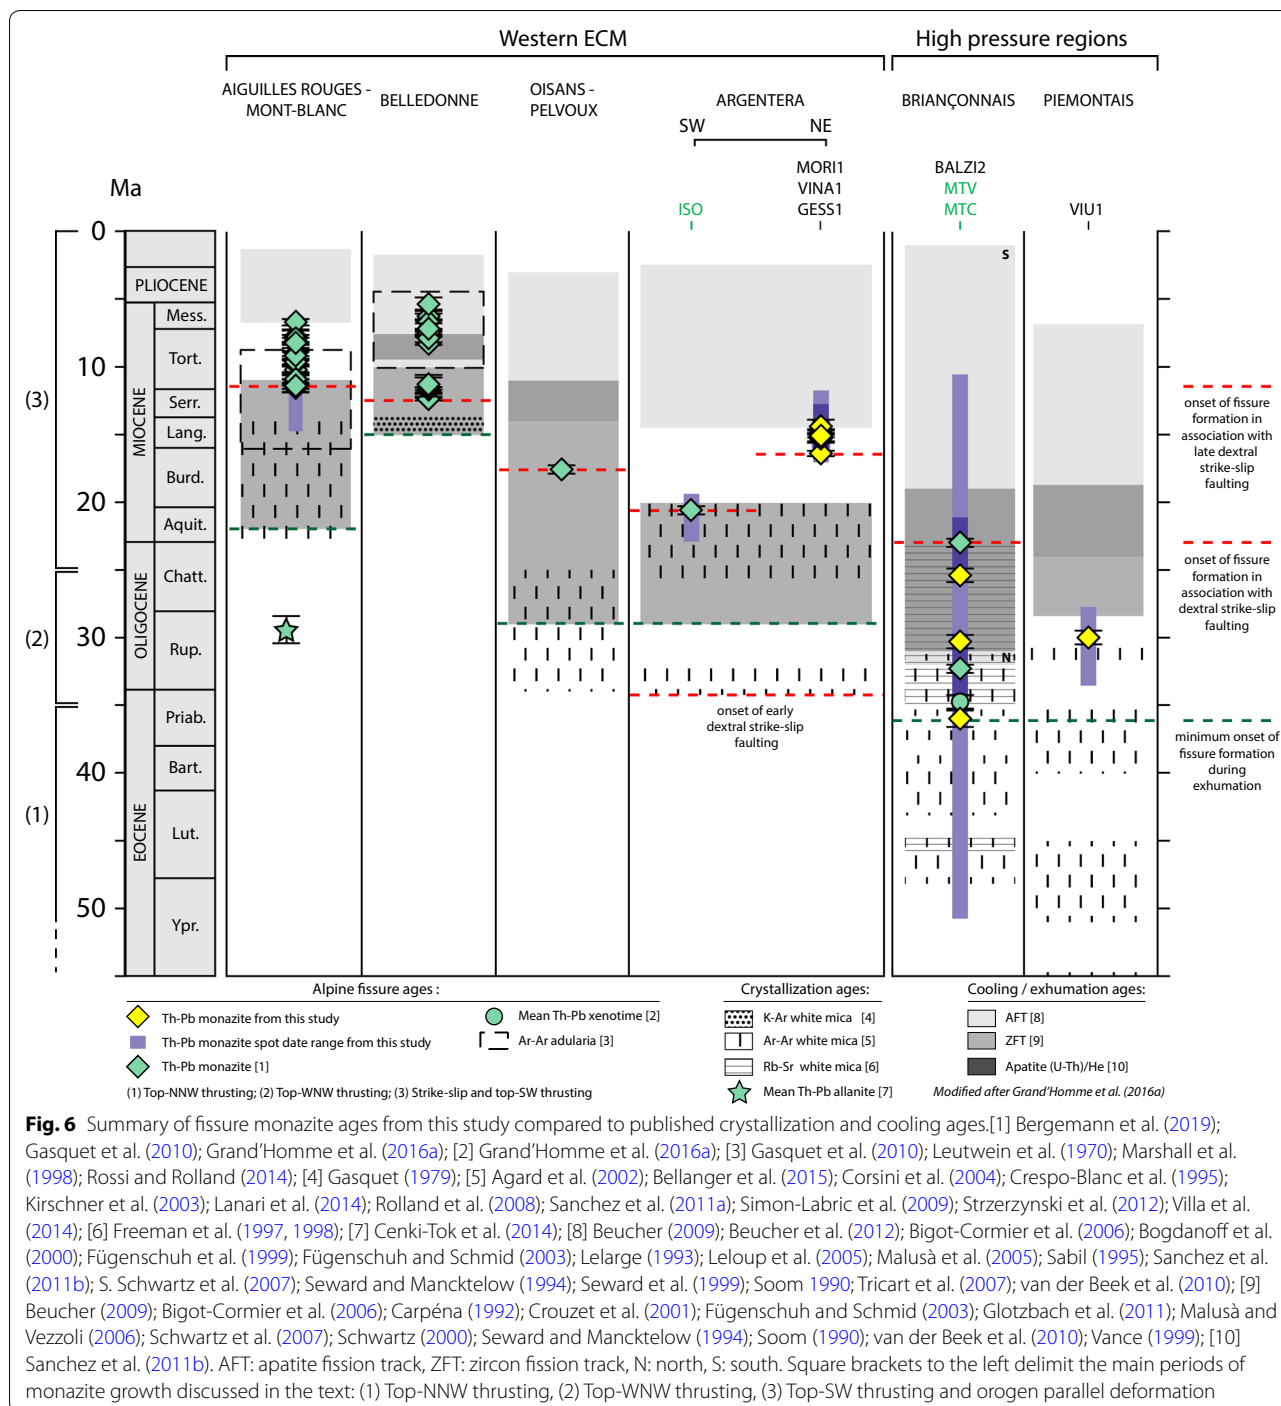 Western ECM
High pressure regions
AIGUILLES ROUGES -
MONT-BLANC
BELLEDONNE
OISANS -
PELVOUX
ARGENTERA
BRIANÇONNAIS
PIEMONTAIS
SW
NE
MORI1
VINA1
GESS1
ISO
BALZI2
MTV
MTC
VIU1
Ma
0
10
20
30
40
50
(3)
(2)
(1)
PLIOCENE
MIOCENE
OLIGOCENE
EOCENE
Mess.
Tort.
Serr.
Lang.
Burd.
Aquit.
Chatt.
Rup.
Priab.
Bart.
Lut.
Ypr.
S
N
onset of early
dextral strike-slip
faulting
onset of fissure
formation in
association with
late dextral
strike-slip
faulting
onset of fissure
formation in
association with
dextral strike-slip
faulting
minimum onset of
fissure formation
during
exhumation
Alpine fissure ages :
Th-Pb monazite from this study
Th-Pb monazite spot date range from this study
Th-Pb monazite [1]
Mean Th-Pb xenotime [2]
Ar-Ar adularia [3]
(1) Top-NNW thrusting; (2) Top-WNW thrusting; (3) Strike-slip and top-SW thrusting
Crystallization ages:
K-Ar white mica [4]
Ar-Ar white mica [5]
Rb-Sr white mica [6]
Mean Th-Pb allanite [7]
Cooling / exhumation ages:
AFT [8]
ZFT [9]
Apatite (U-Th)/He [10]
Modified after Grand'Homme et al. (2016a)
Fig. 6 Summary of fissure monazite ages from this study compared to published crystallization and cooling ages.[1] Bergemann et al. (2019);
Gasquet et al. (2010); Grand'Homme et al. (2016a); [2] Grand'Homme et al. (2016a); [3] Gasquet et al. (2010); Leutwein et al. (1970); Marshall et al.
(1998); Rossi and Rolland (2014); [4] Gasquet (1979); [5] Agard et al. (2002); Bellanger et al. (2015); Corsini et al. (2004); Crespo-Blanc et al. (1995);
Kirschner et al. (2003); Lanari et al. (2014); Rolland et al. (2008); Sanchez et al. (2011a); Simon-Labric et al. (2009); Strzerzynski et al. (2012); Villa et al.
(2014); [6] Freeman et al. (1997, 1998); [7] Cenki-Tok et al. (2014); [8] Beucher (2009); Beucher et al. (2012); Bigot-Cormier et al. (2006); Bogdanoff et al.
(2000); Fügenschuh et al. (1999); Fügenschuh and Schmid (2003); Lelarge (1993); Leloup et al. (2005); Malusà et al. (2005); Sabil (1995); Sanchez et al.
(2011b); S. Schwartz et al. (2007); Seward and Mancktelow (1994); Seward et al. (1999); Soom 1990; Tricart et al. (2007); van der Beek et al. (2010); [9]
Beucher (2009); Bigot-Cormier et al. (2006); Carpéna (1992); Crouzet et al. (2001); Fügenschuh and Schmid (2003); Glotzbach et al. (2011); Malusà and
Vezzoli (2006); Schwartz et al. (2007); Schwartz (2000); Seward and Mancktelow (1994); Soom (1990); van der Beek et al. (2010); Vance (1999); [10]
Sanchez et al. (2011b). AFT: apatite fission track, ZFT: zircon fission track, N: north, S: south. Square brackets to the left delimit the main periods of
monazite growth discussed in the text: (1) Top-NNW thrusting, (2) Top-WNW thrusting, (3) Top-SW thrusting and orogen parallel deformation